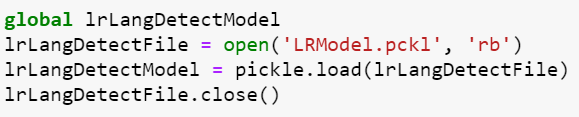 global lrLangDetectModel
lrLangDetectFile = open('LRModel.pckl', 'rb')
lrLangDetectModel = pickle.load(lrLangDetectFile)
lrLangDetectFile.close()